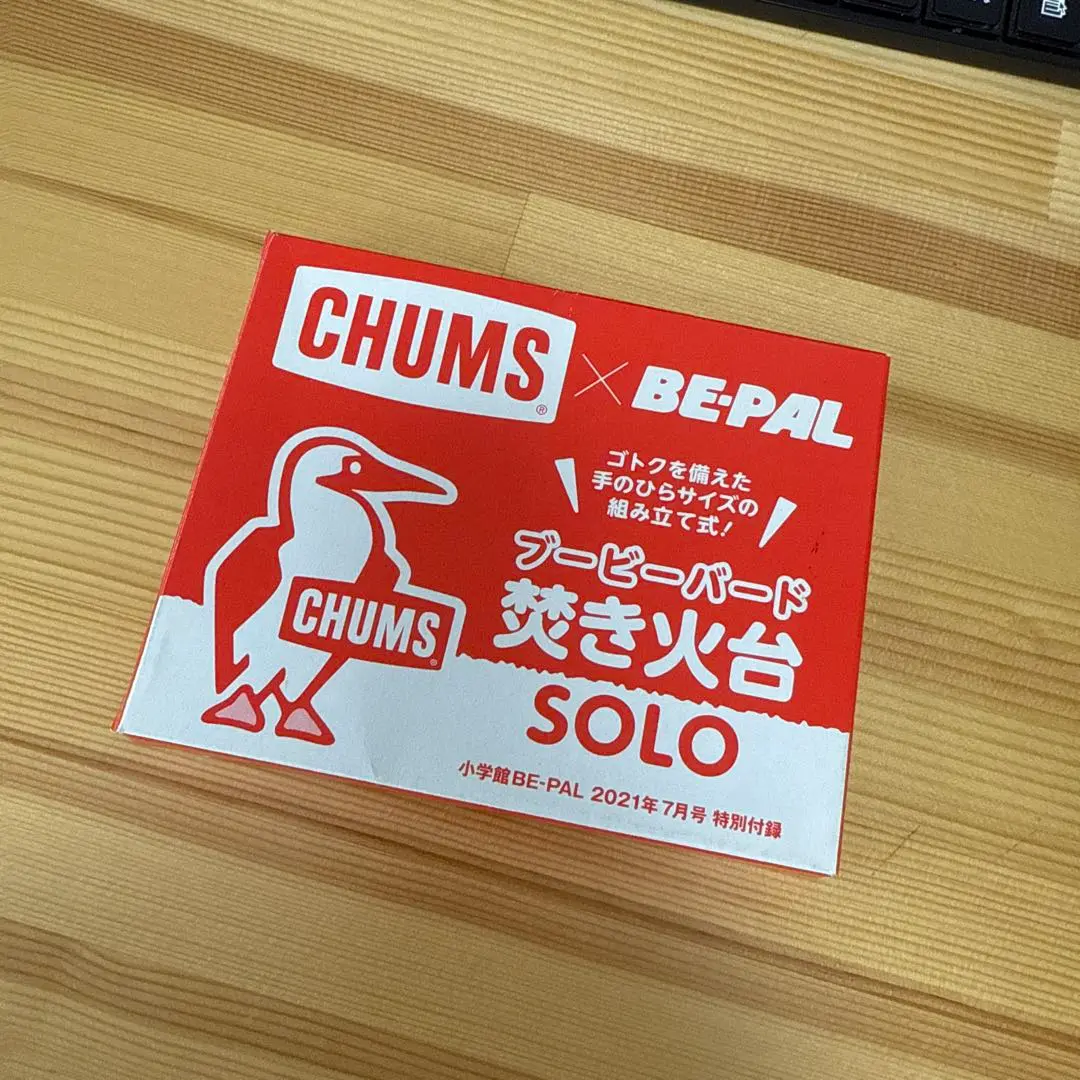 CHUMS®
×
BE-PAL
ゴトクを備えた
手のひらサイズの
組み立て式!
ブービーバード
焚き火台
SOLO
CHUMS®
小学館BE-PAL 2021年7月号 特別付録